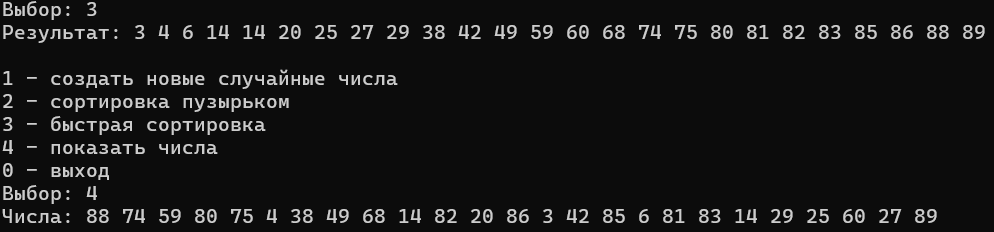 Выбор: 3
Результат: 3 4 6 14 14 20 25 27 29 38 42 49 59 60 68 74 75 80 81 82 83 85 86 88 89
1 - создать новые случайные числа
2 - сортировка пузырьком
3 - быстрая сортировка
4 - показать числа
0 - выход
Выбор: 4
Числа: 88 74 59 80 75 4 38 49 68 14 82 20 86 3 42 85 6 81 83 14 29 25 60 27 89